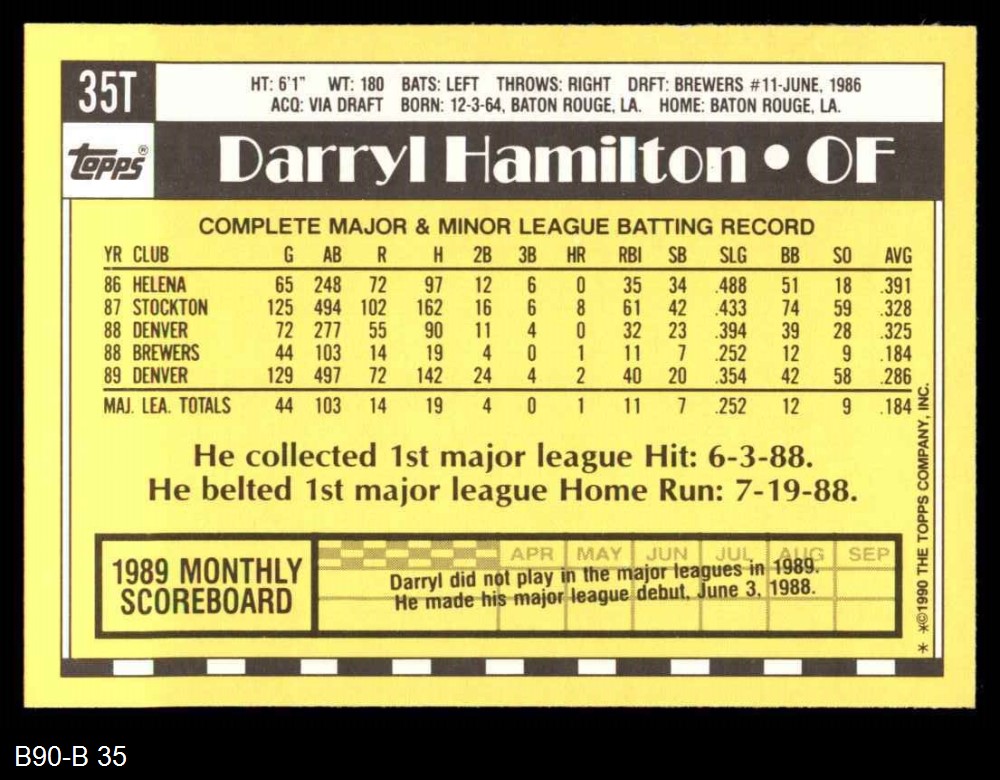 35T
HT: 6'1" WT: 180 BATS: LEFT THROWS: RIGHT DRFT: BREWERS #11-JUNE, 1986
ACQ: VIA DRAFT BORN: 12-3-64, BATON ROUGE, LA. HOME: BATON ROUGE, LA.
topps®
Darryl Hamilton • OF
COMPLETE MAJOR & MINOR LEAGUE BATTING RECORD
YR CLUB G AB R H 2B 3B HR RBI SB SLG BB SO AVG
86 HELENA 65 248 72 97 12 6 0 35 34 .488 51 18 .391
87 STOCKTON 125 494 102 162 16 6 8 61 42 .433 74 59 .328
88 DENVER 72 277 55 90 11 4 0 32 23 .394 39 28 .325
88 BREWERS 44 103 14 19 4 0 1 11 7 .252 12 9 .184
89 DENVER 129 497 72 142 24 4 2 40 20 .354 42 58 .286
MAJ. LEA. TOTALS 44 103 14 19 4 0 1 11 7 .252 12 9 .184
He collected 1st major league Hit: 6-3-88.
He belted 1st major league Home Run: 7-19-88.
1989 MONTHLY
SCOREBOARD
APR MAY JUN JUL AUG SEP
Darryl did not play in the major leagues in 1989.
He made his major league debut, June 3, 1988.
* *©1990 THE TOPPS COMPANY, INC.
B90-B 35